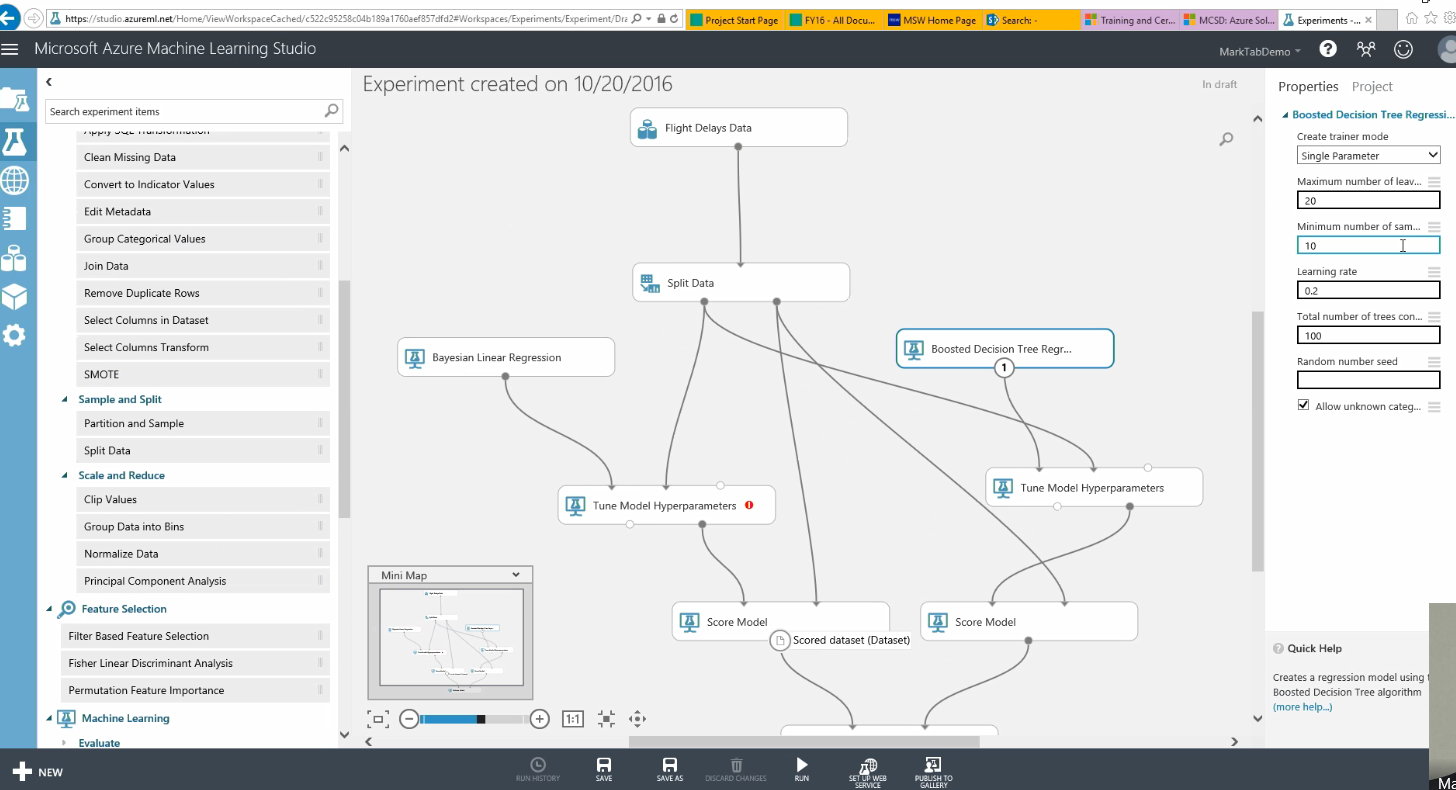 https://studio.azureml.net/Home/ViewWorkspaceCached/c522c95258c04b189a1760aef857dfd2#Workspaces/Experiments/Experiment/Dra
Project Start Page
FY16 - All Docu...
MSW Home Page
Search: -
Training and Cer...
MCSD: Azure Sol...
Experiments -...
Microsoft Azure Machine Learning Studio
MarkTabDemo
Search experiment items
Apply SQL Transformation
Clean Missing Data
Convert to Indicator Values
Edit Metadata
Group Categorical Values
Join Data
Remove Duplicate Rows
Select Columns in Dataset
Select Columns Transform
SMOTE
Sample and Split
Partition and Sample
Split Data
Scale and Reduce
Clip Values
Group Data into Bins
Normalize Data
Principal Component Analysis
Feature Selection
Filter Based Feature Selection
Fisher Linear Discriminant Analysis
Permutation Feature Importance
Machine Learning
Evaluate
Experiment created on 10/20/2016
In draft
Flight Delays Data
Split Data
Bayesian Linear Regression
Boosted Decision Tree Regr...
1
Tune Model Hyperparameters
Tune Model Hyperparameters
Score Model
Score Model
Scored dataset (Dataset)
Mini Map
1:1
Properties Project
Boosted Decision Tree Regressi...
Create trainer mode
Single Parameter
Maximum number of leav...
20
Minimum number of sam...
10
Learning rate
0.2
Total number of trees con...
100
Random number seed
Allow unknown categ...
Quick Help
Creates a regression model using
Boosted Decision Tree algorithm
(more help...)
NEW
RUN HISTORY
SAVE
SAVE AS
DISCARD CHANGES
RUN
SET UP WEB
SERVICE
PUBLISH TO
GALLERY
Ma